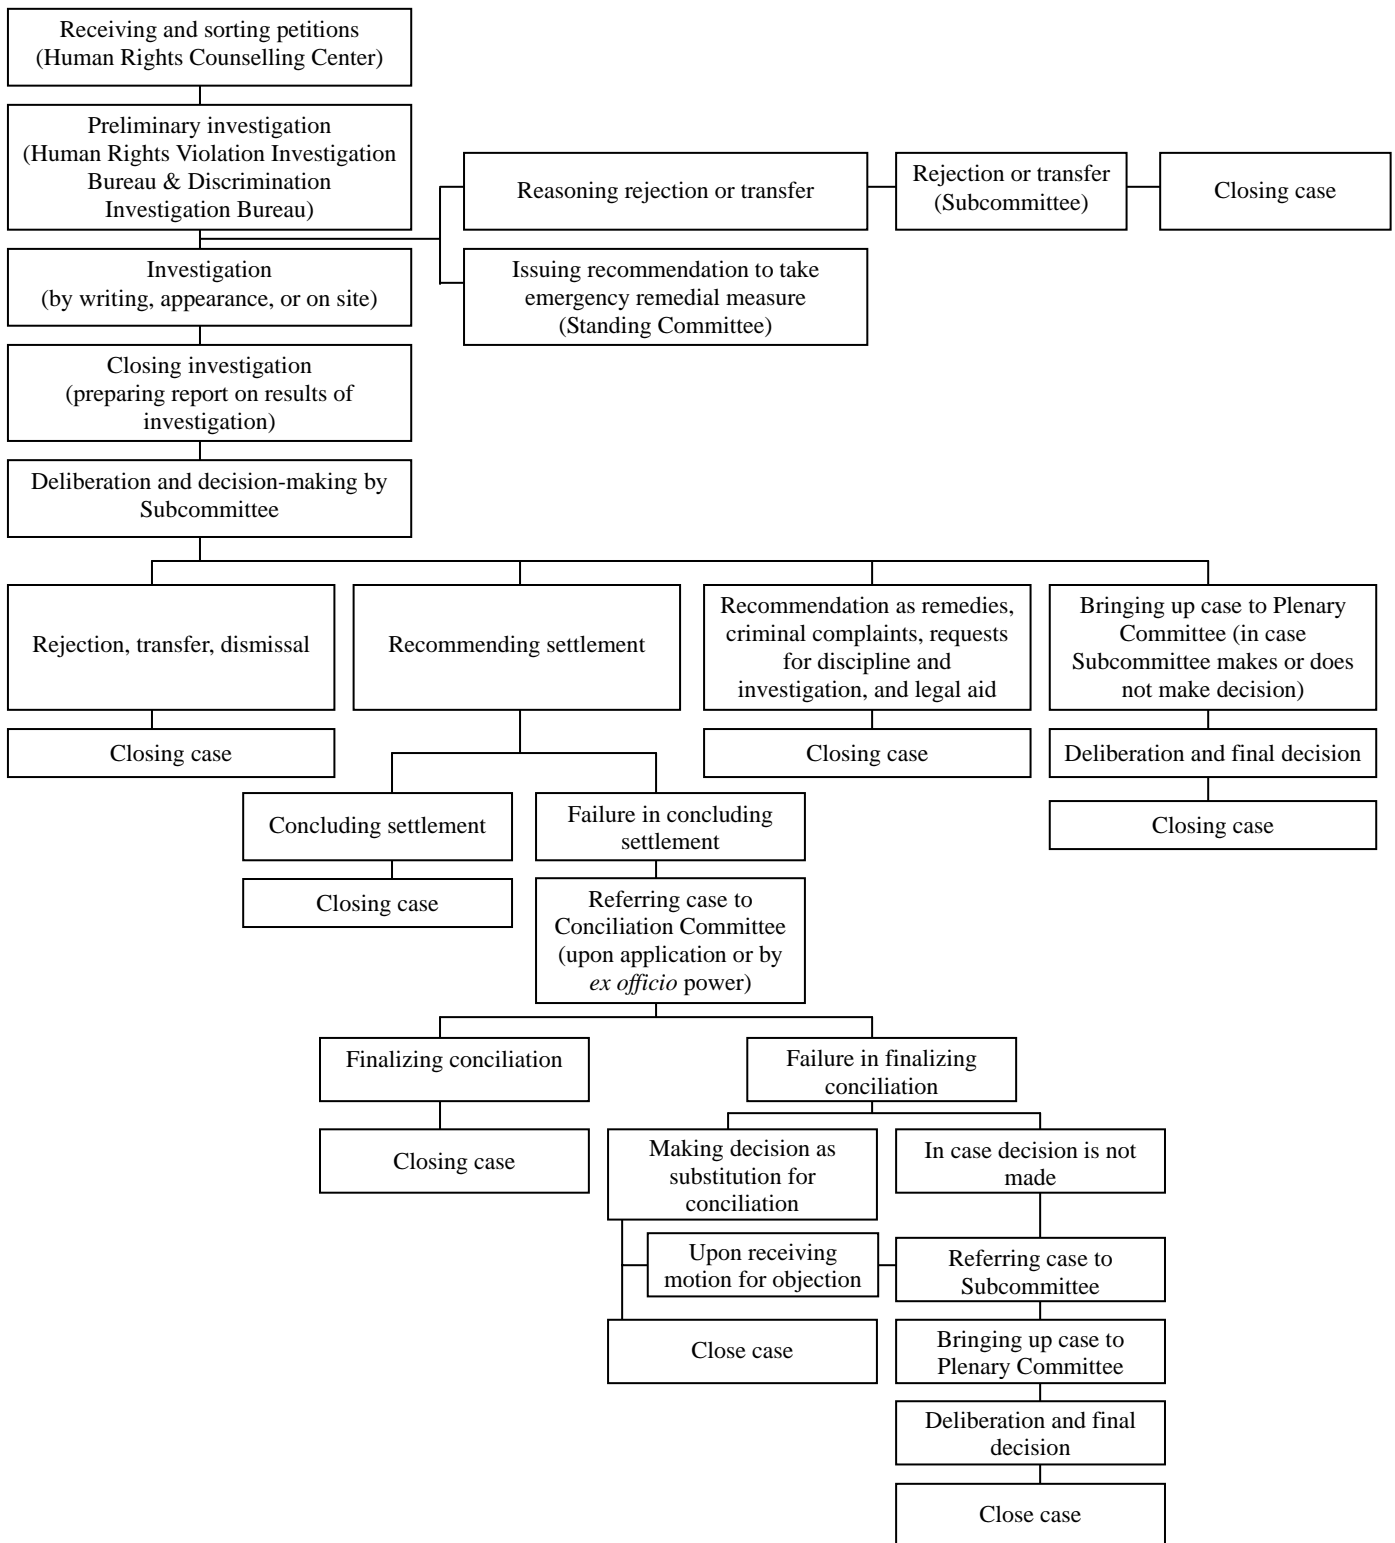 Receiving and sorting petitions
(Human Rights Counselling Center)
Preliminary investigation
(Human Rights Violation Investigation
Bureau & Discrimination
Investigation Bureau)
Reasoning rejection or transfer
Rejection or transfer
(Subcommittee)
Closing case
Investigation
(by writing, appearance, or on site)
Issuing recommendation to take
emergency remedial measure
(Standing Committee)
Closing investigation
(preparing report on results of
investigation)
Deliberation and decision-making by
Subcommittee
Rejection, transfer, dismissal
Recommending settlement
Recommendation as remedies,
criminal complaints, requests
for discipline and
investigation, and legal aid
Bringing up case to Plenary
Committee (in case
Subcommittee makes or does
not make decision)
Closing case
Closing case
Deliberation and final decision
Concluding settlement
Failure in concluding
settlement
Closing case
Closing case
Referring case to
Conciliation Committee
(upon application or by
ex officio power)
Finalizing conciliation
Failure in finalizing
conciliation
Closing case
Making decision as
substitution for
conciliation
In case decision is not
made
Upon receiving
motion for objection
Referring case to
Subcommittee
Close case
Bringing up case to
Plenary Committee
Deliberation and final
decision
Close case